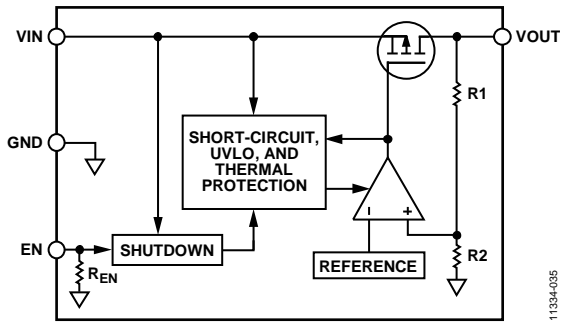 VIN
VOUT
R1
GND
SHORT-CIRCUIT,
UVLO, AND
THERMAL
PROTECTION
EN
SHUTDOWN
REN
REFERENCE
R2
11334-035